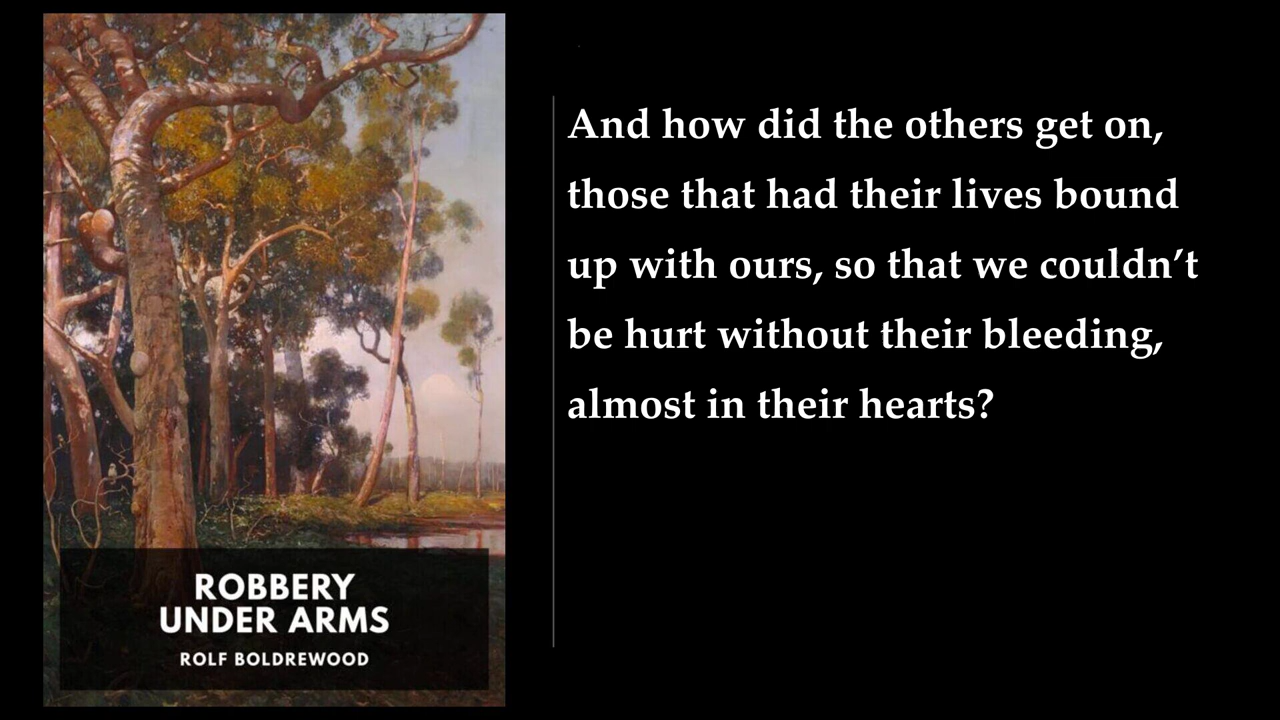 And how did the others get on,
those that had their lives bound
up with ours, so that we couldn’t
be hurt without their bleeding,
almost in their hearts?
ROBBERY
UNDER ARMS
ROLF BOLDREWOOD